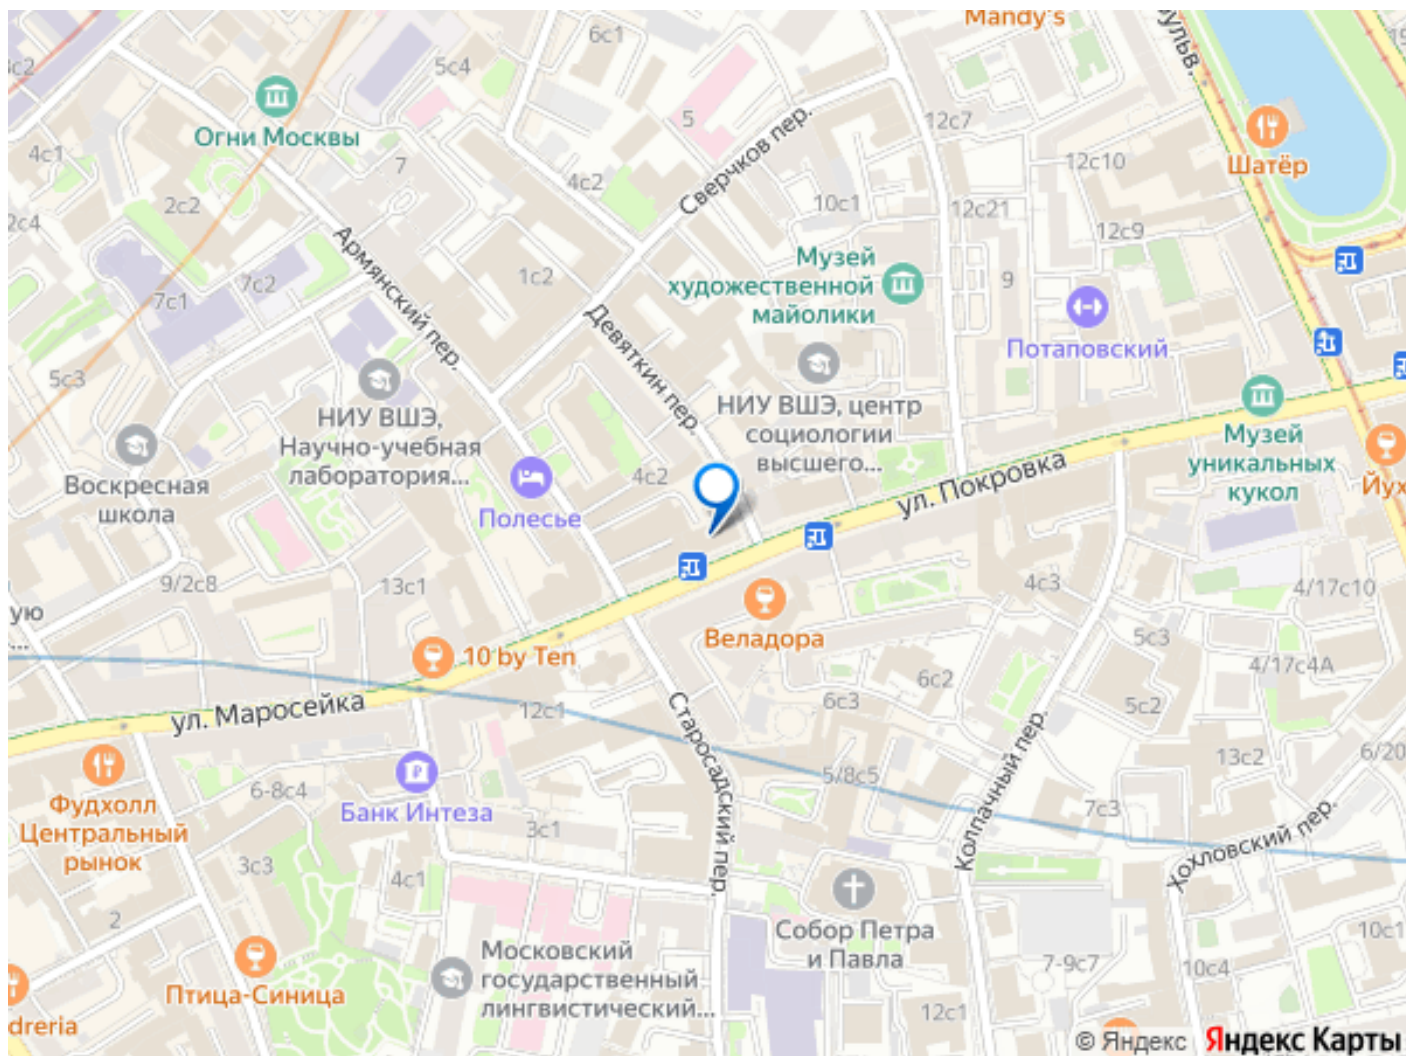 Mandy's
6с1
5с4
Огни Москвы
4с1
7
5
12с7
Шатёр
12с10
4с2
Сверчков пер.
2с2
10с1
12с21
12с9
Армянский пер.
1с2
7с2
7с1
Музей
художественной
майолики
9
Девяткин пер.
Потаповский
5с3
НИУ ВШЭ,
Научно-учебная
лаборатория...
НИУ ВШЭ, центр
социологии
высшего...
Музей
уникальных
кукол
Воскресная
школа
Полесье
4с2
ул. Покровка
9/2с8
13с1
4с3
4/17с10
Веладора
10 by Ten
5с3
4/17с4А
6с2
6с3
5с2
ул. Маросейка
12с1
Старосадский пер.
Колпачный пер.
13с2
6/20
5/8с5
Фудхолл
Центральный
рынок
6-8с4
Банк Интеза
3с1
7с3
Хохловский пер.
3с3
4с1
2
Собор Петра
и Павла
10с1
Птица-Синица
Московский
государственный
лингвистический...
7-9с7
10с4
12с1
dreria
© Яндекс Яндекс Карты